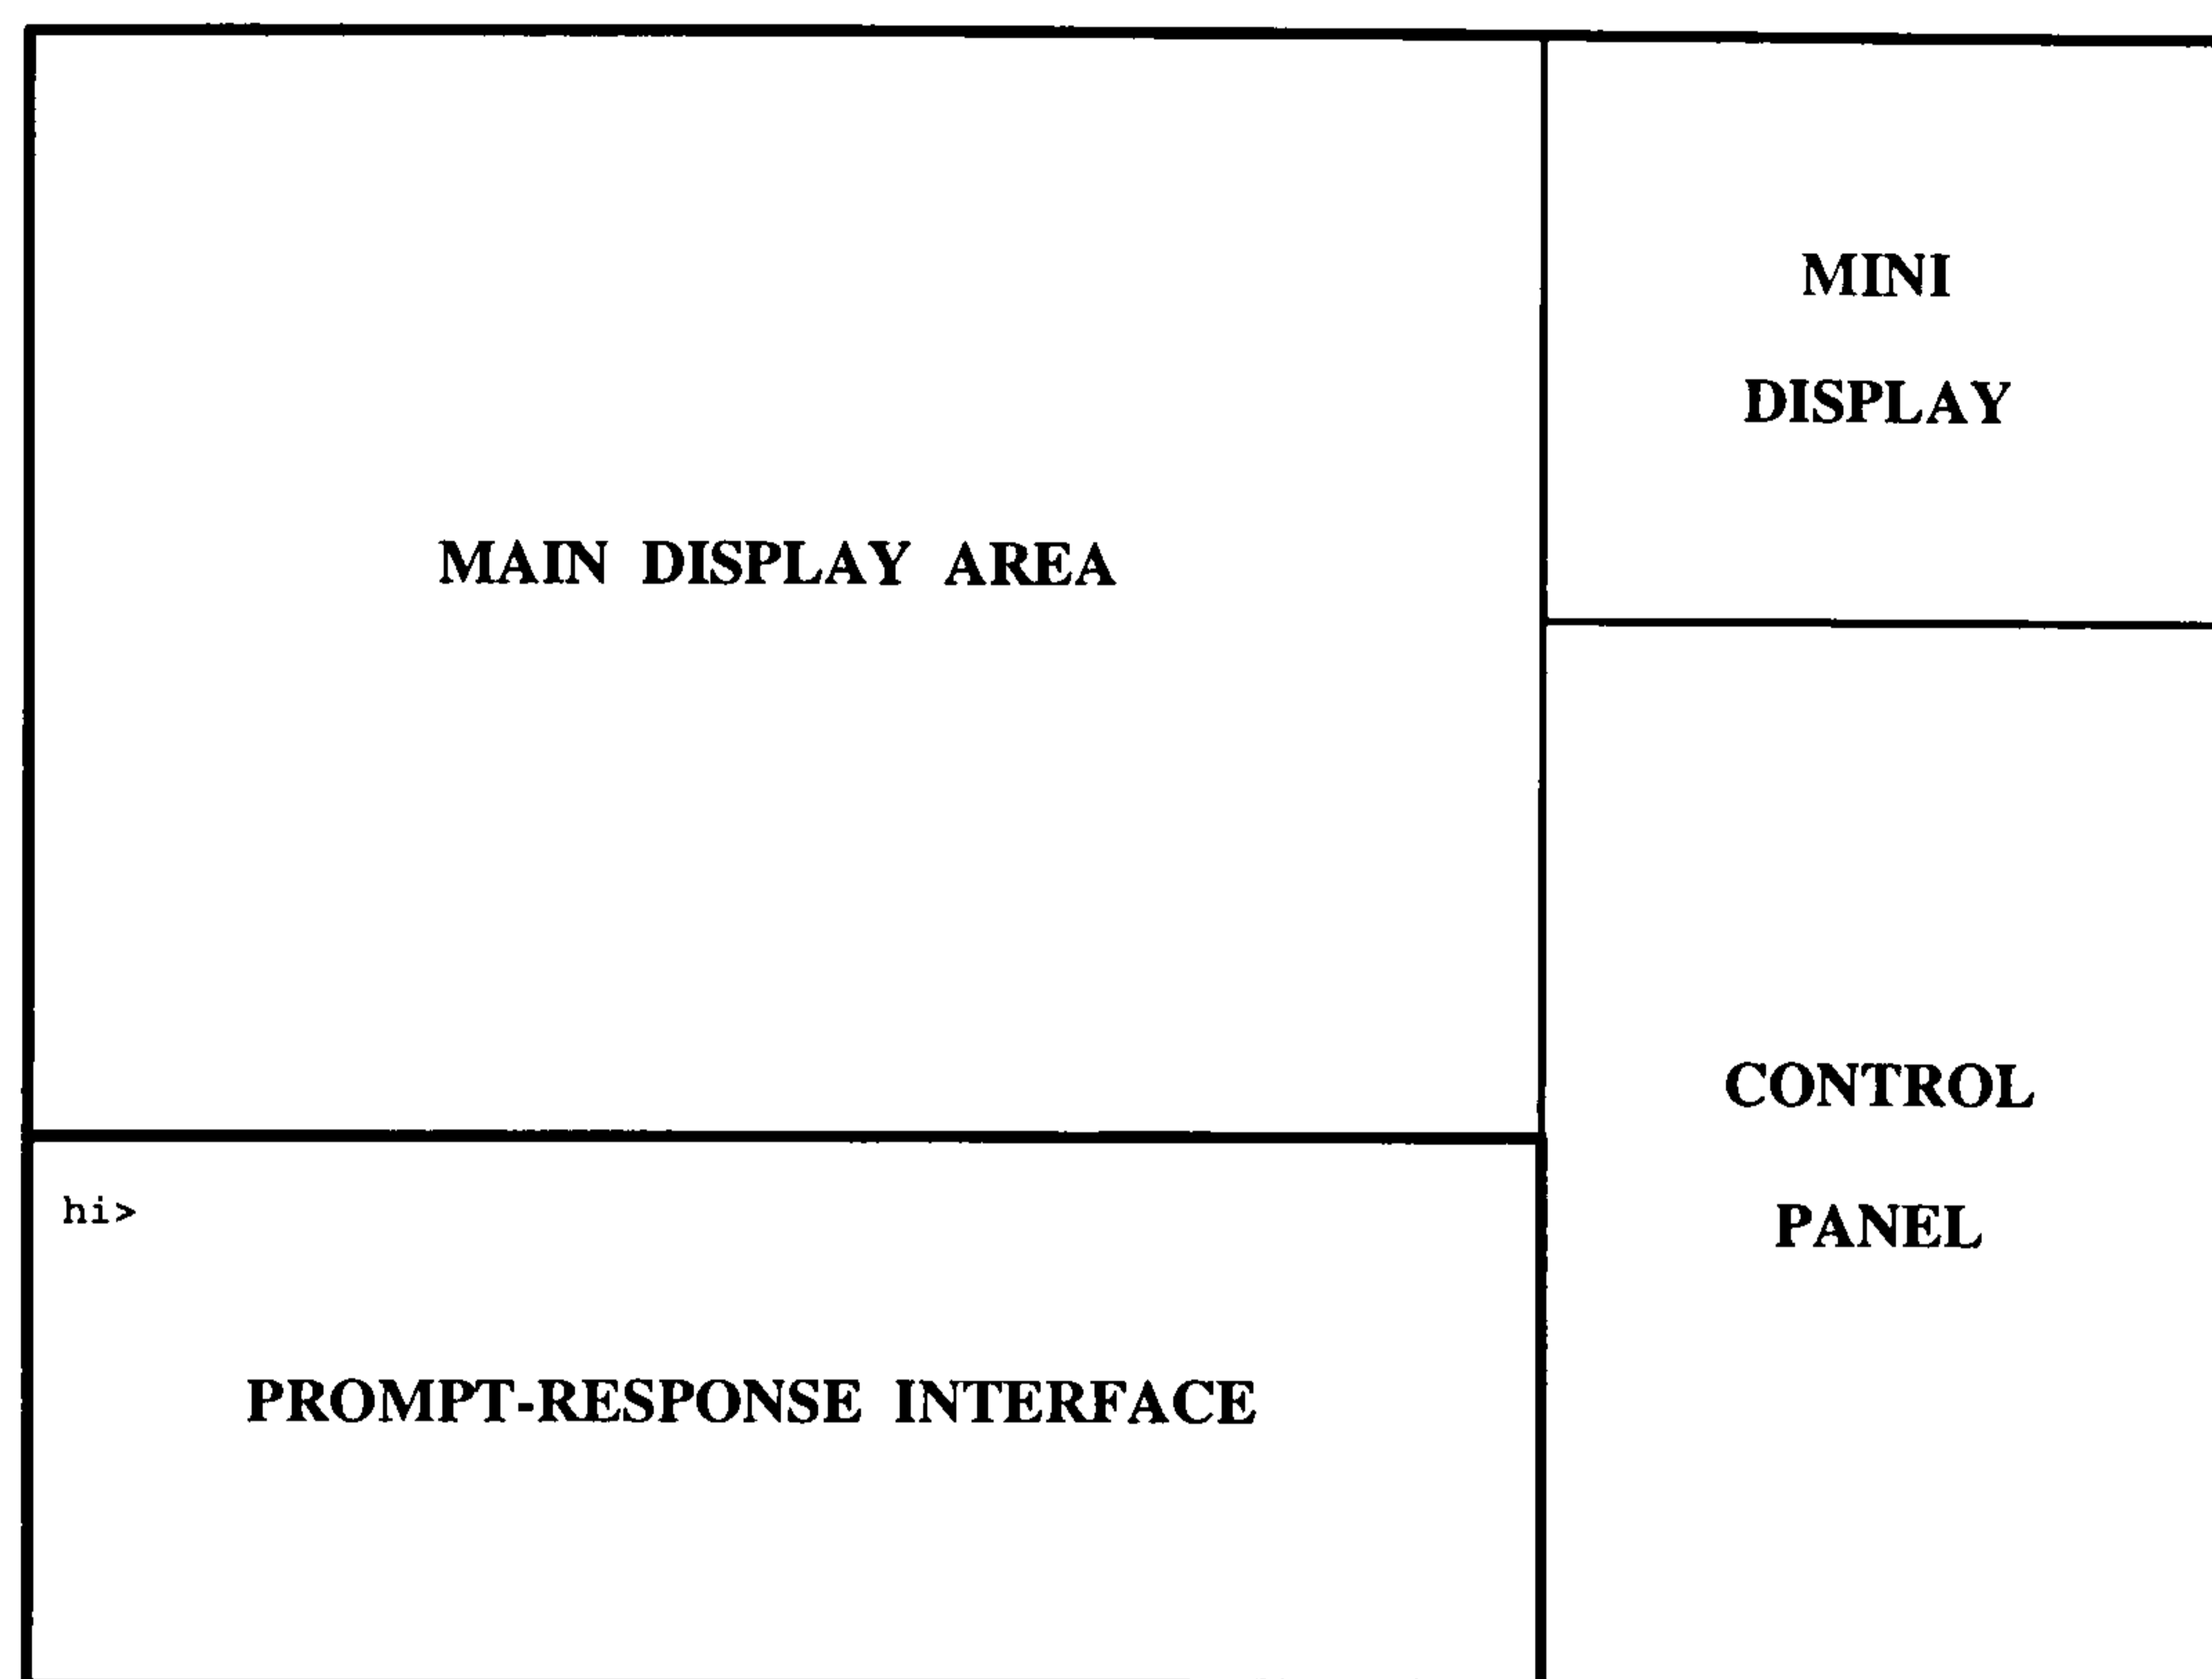 MAIN DISPLAY AREA
MINI
DISPLAY
CONTROL
PANEL
hi>
PROMPT-RESPONSE INTERFACE